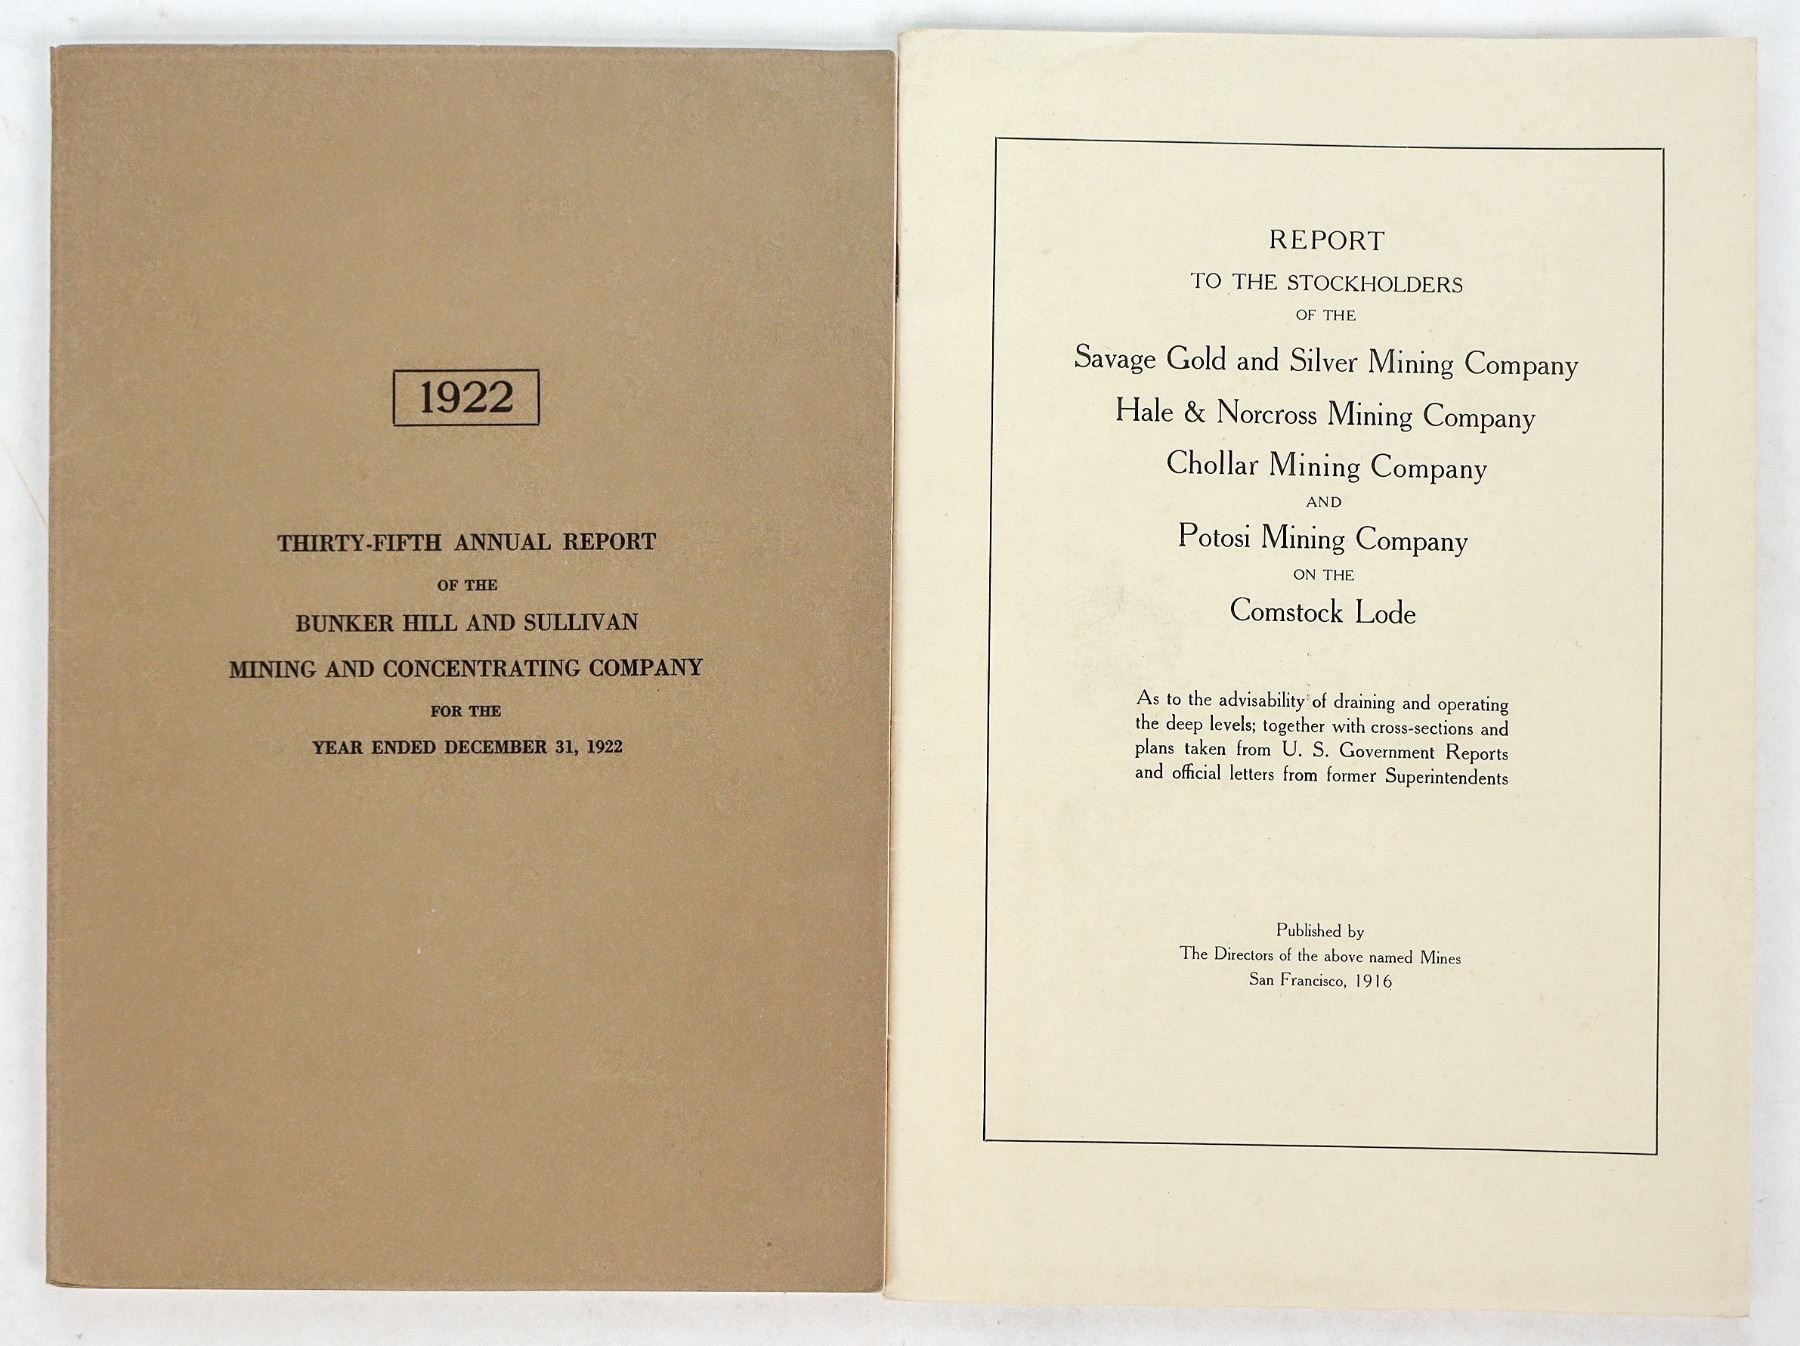 1922
THIRTY-FIFTH ANNUAL REPORT
OF THE
BUNKER HILL AND SULLIVAN
MINING AND CONCENTRATING COMPANY
FOR THE
YEAR ENDED DECEMBER 31, 1922
REPORT
TO THE STOCKHOLDERS
OF THE
Savage Gold and Silver Mining Company
Hale & Norcross Mining Company
Chollar Mining Company
AND
Potosi Mining Company
ON THE
Comstock Lode
As to the advisability of draining and operating
the deep levels; together with cross-sections and
plans taken from U. S. Government Reports
and official letters from former Superintendents
Published by
The Directors of the above named Mines
San Francisco, 1916